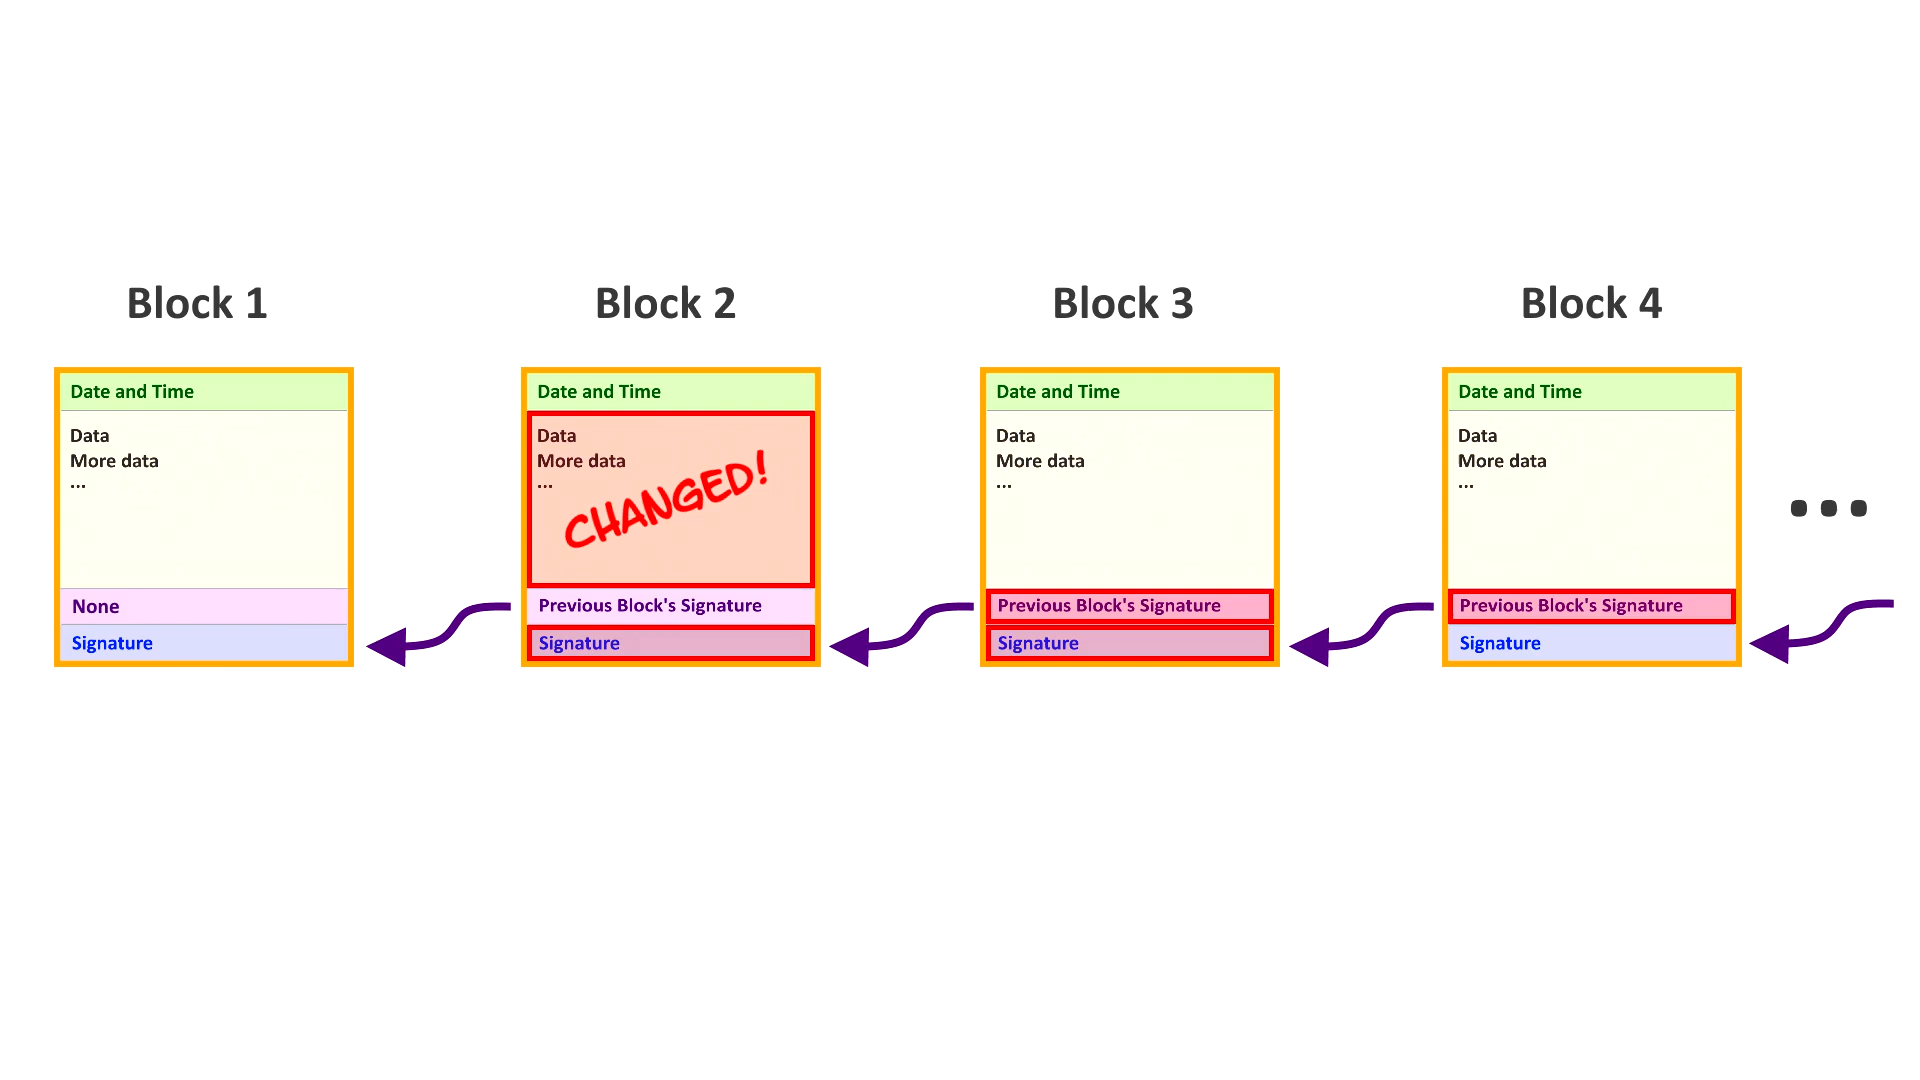 Block 1
Date and Time
Data
More data
...
None
Signature
Block 2
Date and Time
Data
More data
...
CHANGED!
Previous Block's Signature
Signature
Block 3
Date and Time
Data
More data
...
Previous Block's Signature
Signature
Block 4
Date and Time
Data
More data
...
Previous Block's Signature
Signature
...